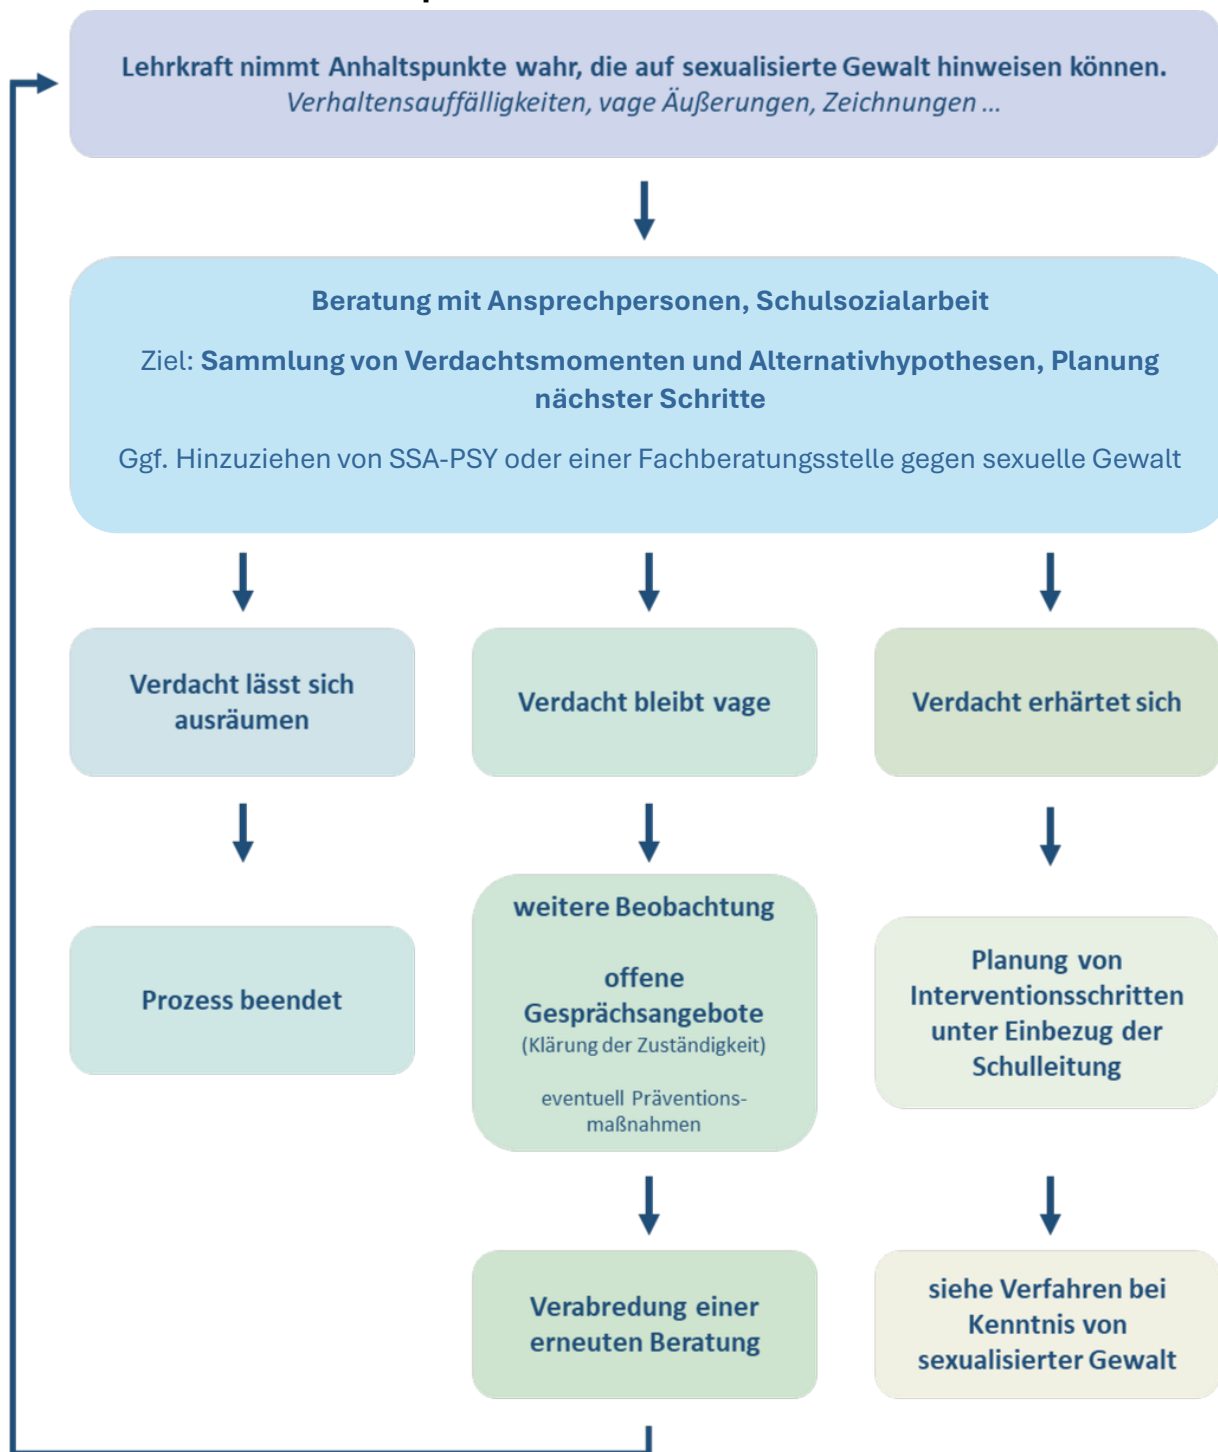 Lehrkraft nimmt Anhaltspunkte wahr, die auf sexualisierte Gewalt hinweisen können.
Verhaltensauffälligkeiten, vage Äußerungen, Zeichnungen ...
Beratung mit Ansprechpersonen, Schulsozialarbeit
Ziel: Sammlung von Verdachtsmomenten und Alternativhypothesen, Planung
nächster Schritte
Ggf. Hinzuziehen von SSA-PSY oder einer Fachberatungsstelle gegen sexuelle Gewalt
Verdacht lässt sich
ausräumen
Verdacht bleibt vage
Verdacht erhärtet sich
Prozess beendet
weitere Beobachtung
offene
Gesprächsangebote
(Klärung der Zuständigkeit)
eventuell Präventions-
maßnahmen
Planung von
Interventionsschritten
unter Einbezug der
Schulleitung
Verabredung einer
erneuten Beratung
siehe Verfahren bei
Kenntnis von
sexualisierter Gewalt